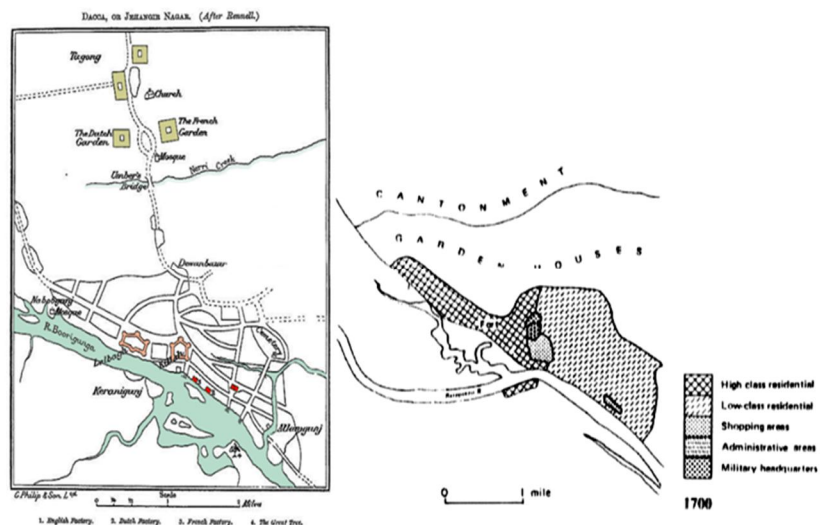 DACCA, OR JEHANGIR NAGAR. (After Rennell.)
Tagong
Church
The Dutch Garden
The French Garden
Mosque
Bridge
Nerri Creek
Dewanbazar
Mosque
R. Booriganga
Lalbagh
Keranigunj
G. Philip & Son. Ltd
Scale
Miles
1. English Factory. 2. Dutch Factory. 3. French Factory. 4. The Great Tree.
CANTONMENT
GARDEN HOUSES
Fort
0 1 mile
High class residential
Low-class residential
Shopping areas
Administrative areas
Military headquarters
1700